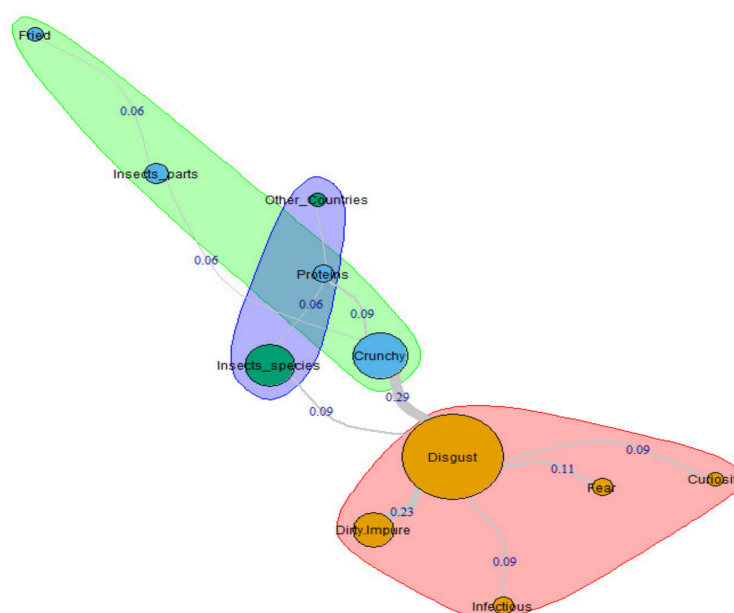 Fried
0.06
Insects_parts
Other_Countries
0.06
Proteins
0.06
0.09
Insects_species
Crunchy
0.29
0.09
Disgust
0.09
0.11
Curiosit
Fear
0.23
Dirty.Impure
0.09
Infectious